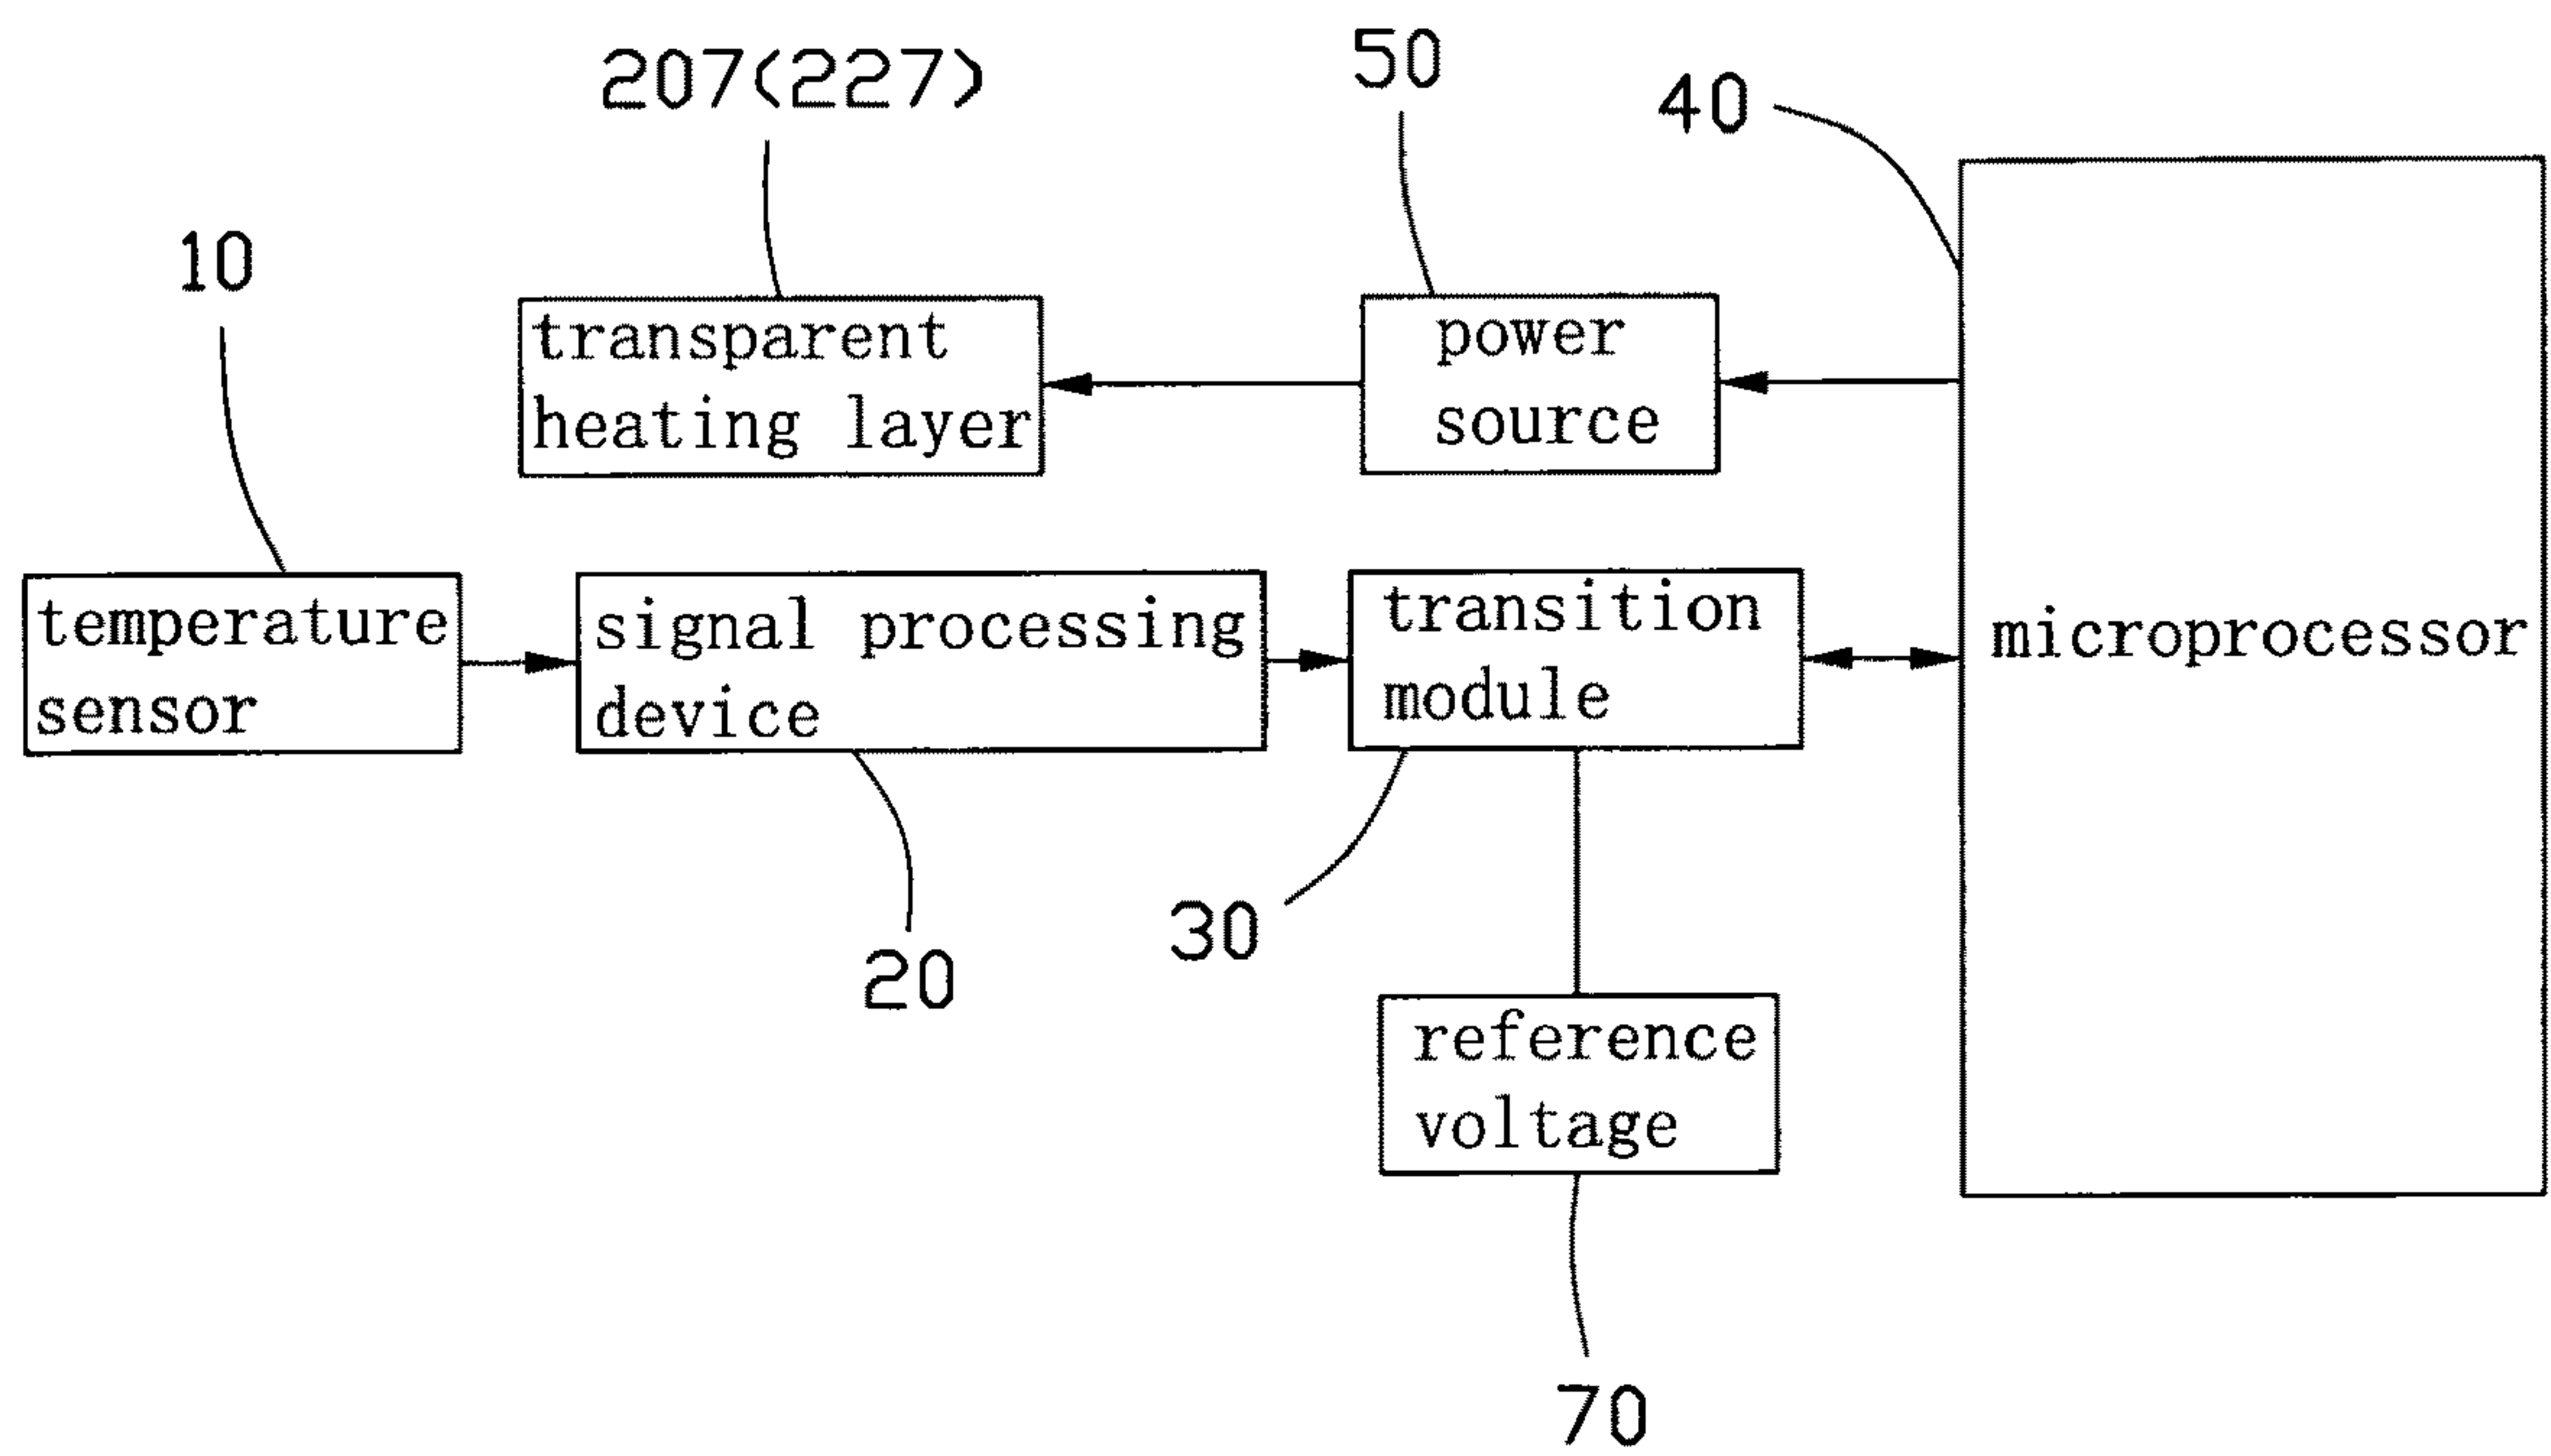 207(227)
50
40
10
transparent
heating layer
power
source
temperature
sensor
signal processing
device
transition
module
microprocessor
30
20
reference
voltage
70